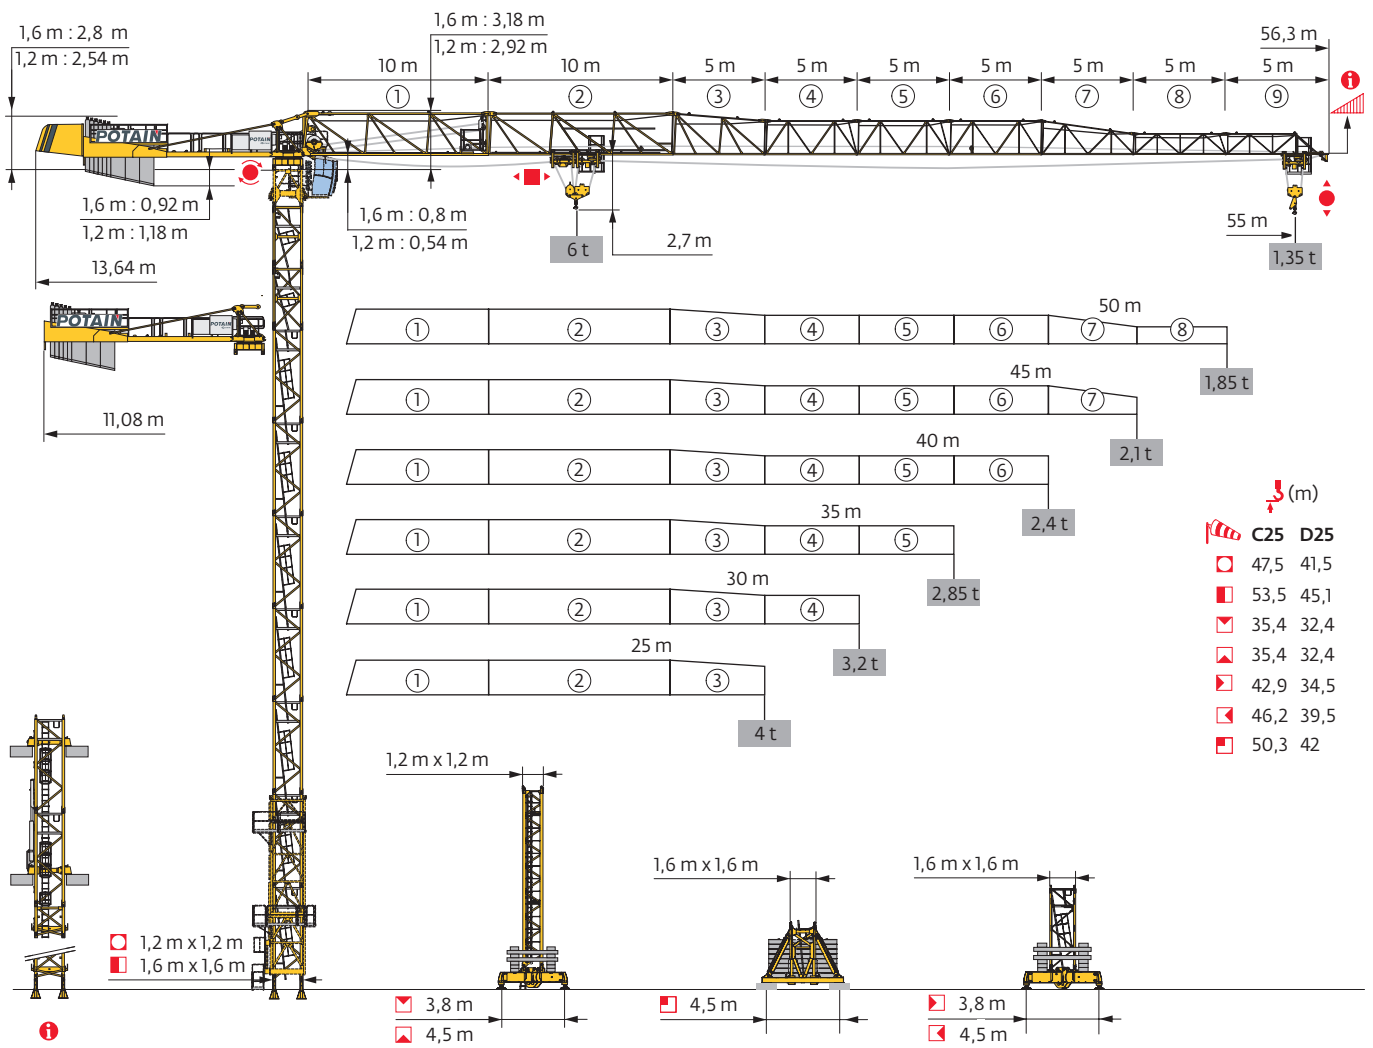 1,6 m : 2,8 m
1,2 m : 2,54 m
1,6 m : 3,18 m
1,2 m : 2,92 m
56,3 m
10 m 10 m 5 m 5 m 5 m 5 m 5 m 5 m 5 m
① ② ③ ④ ⑤ ⑥ ⑦ ⑧ ⑨
i
POTAIN
POTAIN
1,6 m : 0,92 m
1,2 m : 1,18 m
1,6 m : 0,8 m
1,2 m : 0,54 m
6 t
2,7 m
55 m
1,35 t
13,64 m
POTAIN
POTAIN
11,08 m
50 m
① ② ③ ④ ⑤ ⑥ ⑦ ⑧
1,85 t
45 m
① ② ③ ④ ⑤ ⑥ ⑦
2,1 t
40 m
① ② ③ ④ ⑤ ⑥
2,4 t
35 m
① ② ③ ④ ⑤
2,85 t
30 m
① ② ③ ④
3,2 t
25 m
① ② ③
4 t
(m)
C25 D25
47,5 41,5
53,5 45,1
35,4 32,4
35,4 32,4
42,9 34,5
46,2 39,5
50,3 42
1,2 m x 1,2 m
1,6 m x 1,6 m
1,6 m x 1,6 m
1,2 m x 1,2 m
1,6 m x 1,6 m
3,8 m
4,5 m
4,5 m
3,8 m
4,5 m
i